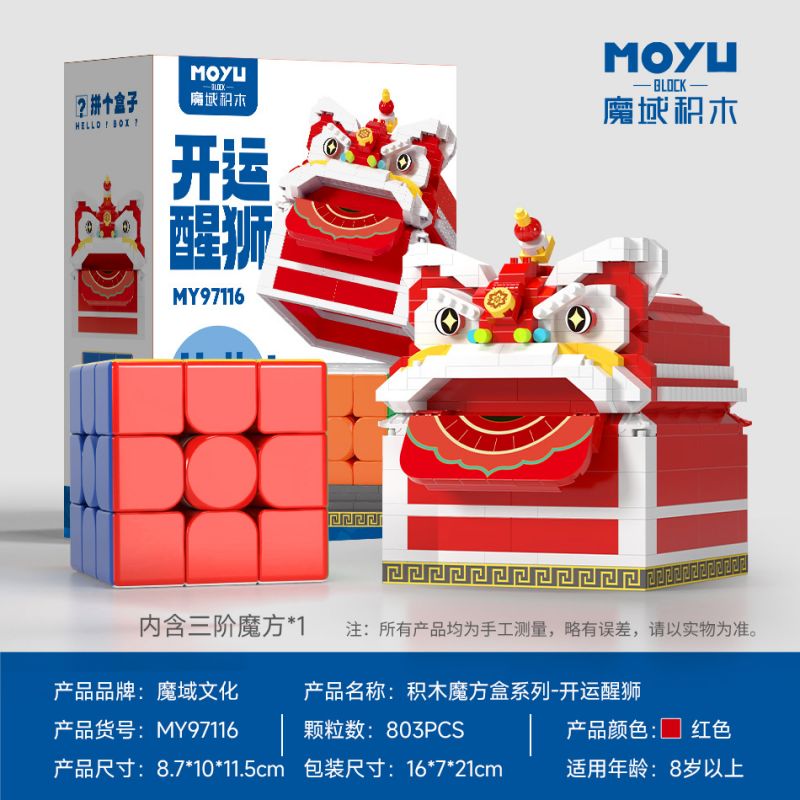 MOYU
BLOCK
魔域积木
MOYU
BLOCK
魔域积木
?拼个盒子
HELLO ? BOX ?
开运
醒狮
MY97116
内含三阶魔方*1
注：所有产品均为手工测量，略有误差，请以实物为准。
产品品牌：魔域文化
产品名称：积木魔方盒系列-开运醒狮
产品货号：MY97116
颗粒数：803PCS
产品颜色：红色
产品尺寸：8.7*10*11.5cm
包装尺寸：16*7*21cm
适用年龄：8岁以上